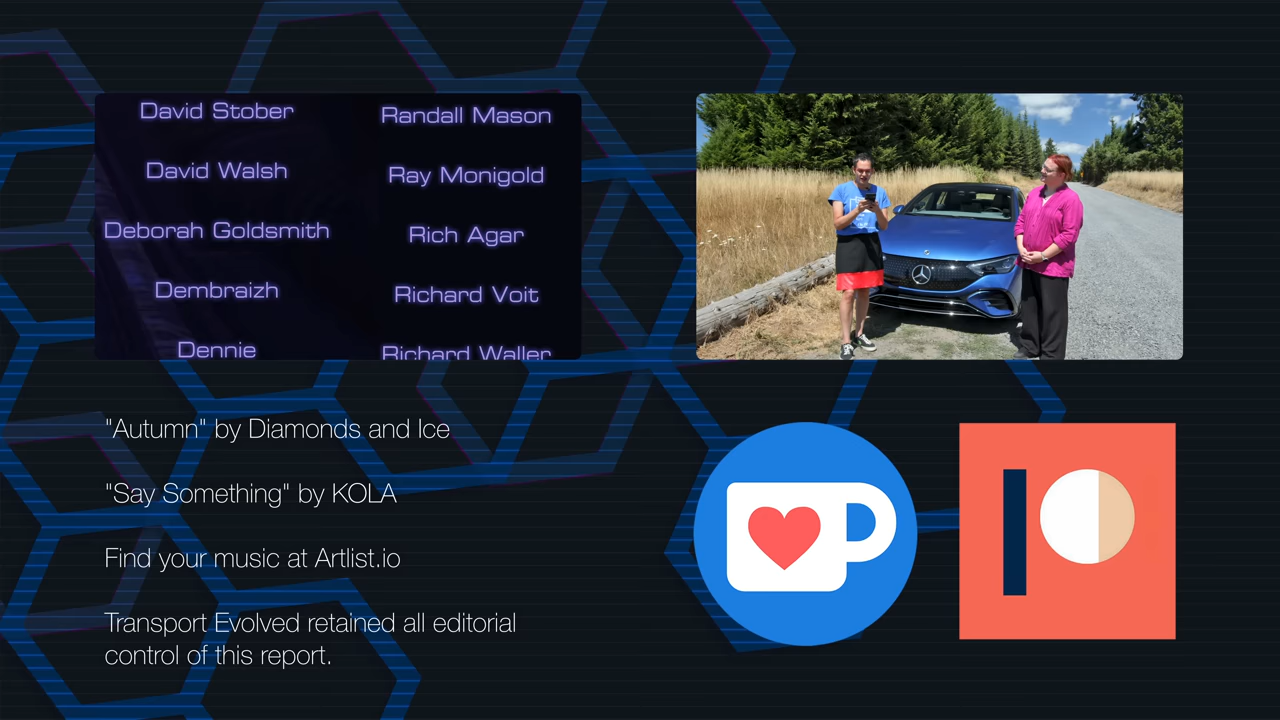 David Stober
David Walsh
Deborah Goldsmith
Dembraizh
Dennie
Randall Mason
Ray Monigold
Rich Agar
Richard Voit
Richard Waller
"Autumn" by Diamonds and Ice
"Say Something" by KOLA
Find your music at Artlist.io
Transport Evolved retained all editorial
control of this report.